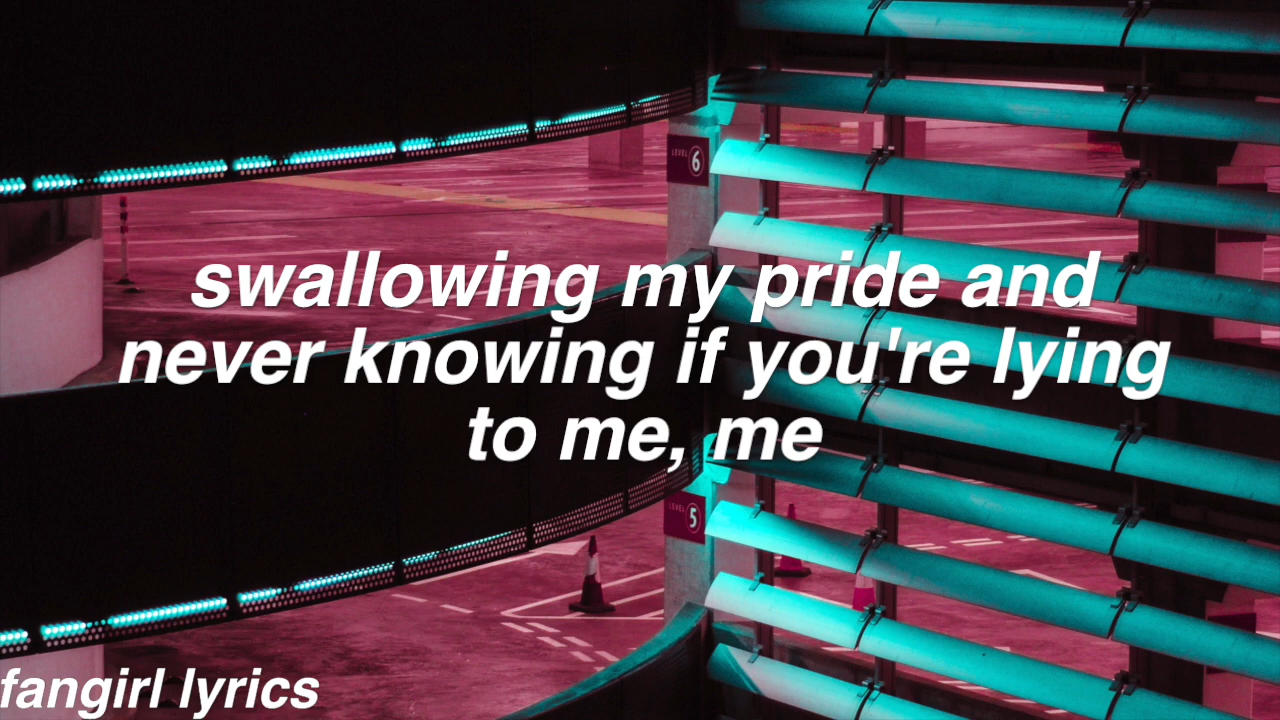 LEVEL 6
swallowing my pride and
never knowing if you're lying
to me, me
LEVEL 5
fangirl lyrics